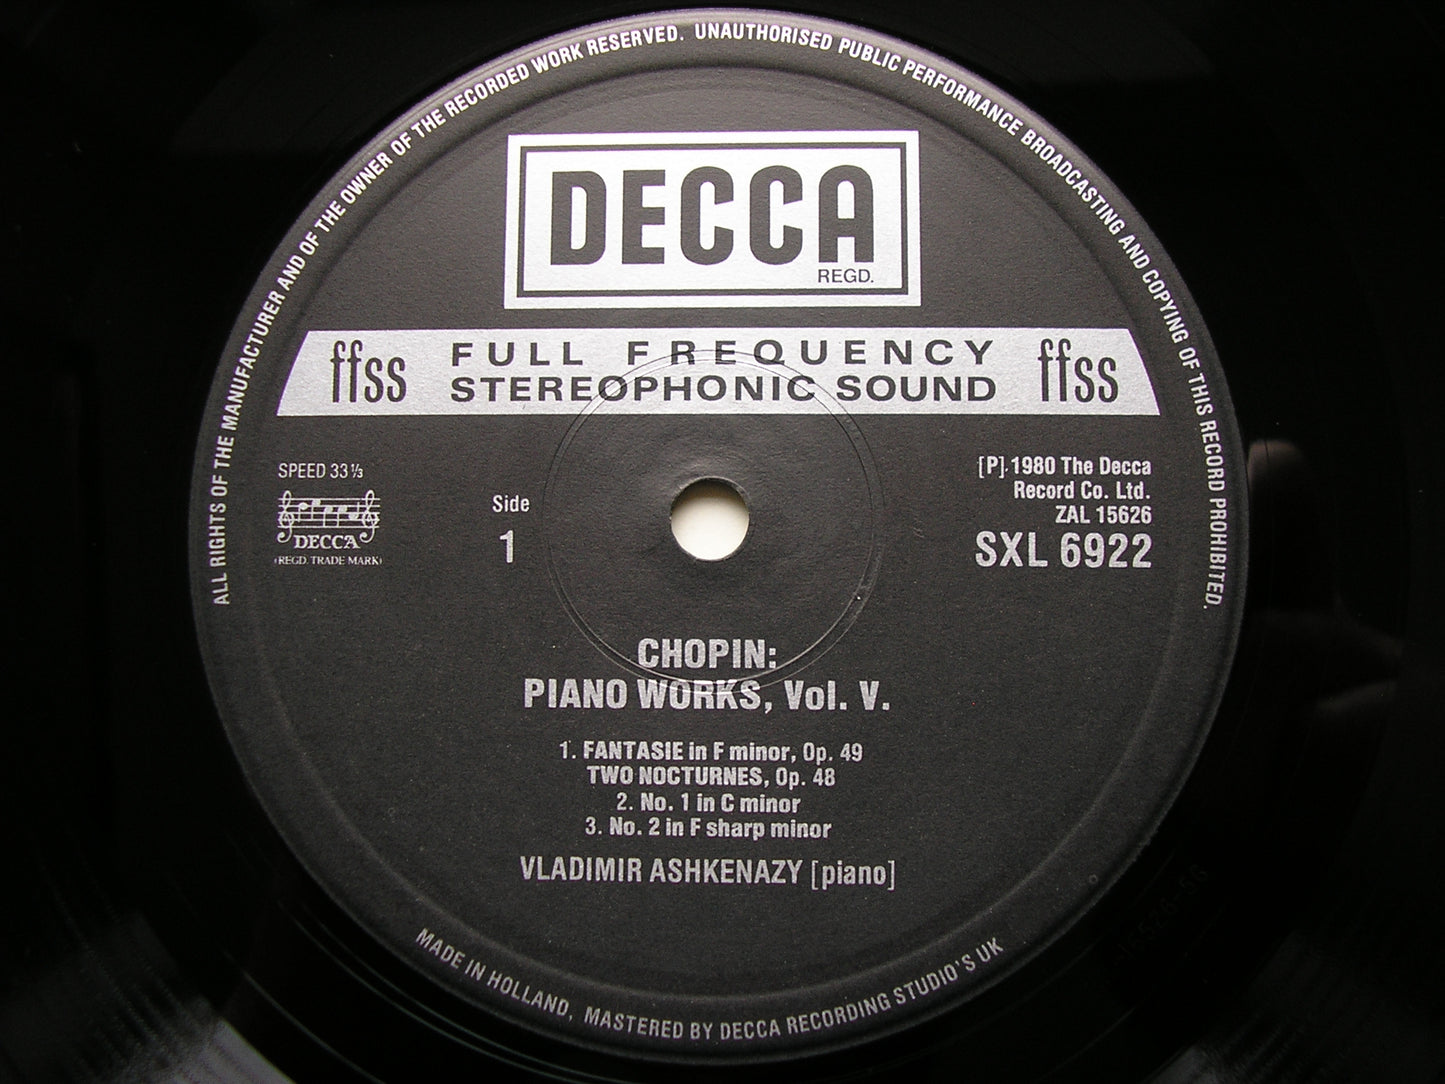 ALL RIGHTS OF THE MANUFACTURER AND OF THE OWNER OF THE RECORDED WORK RESERVED. UNAUTHORISED PUBLIC PERFORMANCE BROADCASTING AND COPYING OF THIS RECORD PROHIBITED.
DECCA
REGD.
ffss FULL FREQUENCY ffss
STEREOPHONIC SOUND
SPEED 33⅓
DECCA
(REGD. TRADE MARK)
Side
1
[P] 1980 The Decca
Record Co. Ltd.
ZAL 15626
SXL 6922
CHOPIN:
PIANO WORKS, Vol. V.
1. FANTASIE in F minor, Op. 49
TWO NOCTURNES, Op. 48
2. No. 1 in C minor
3. No. 2 in F sharp minor
VLADIMIR ASHKENAZY [piano]
MADE IN HOLLAND, MASTERED BY DECCA RECORDING STUDIO'S UK